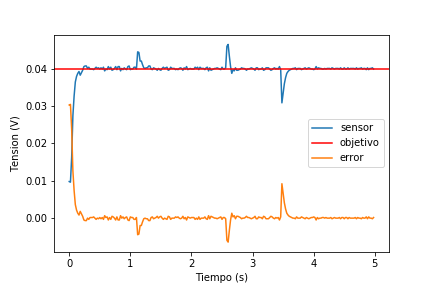 0.04
0.03
0.02
0.01
0.00
Tension (V)
sensor
objetivo
error
0 1 2 3 4 5
Tiempo (s)